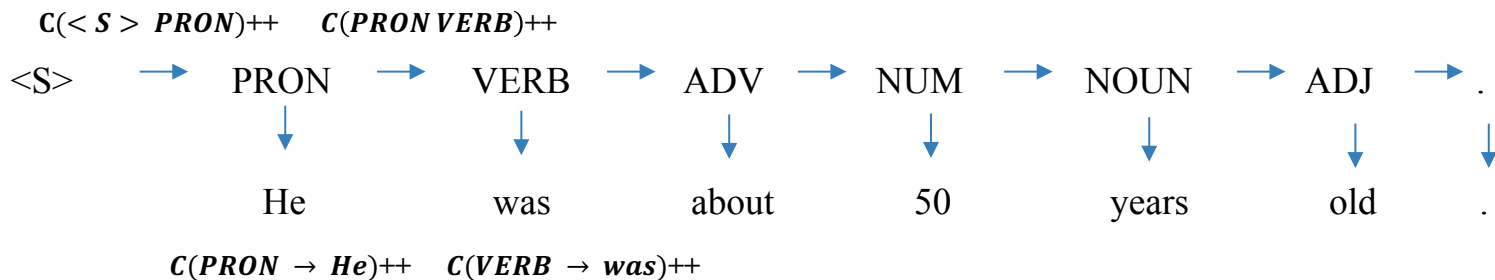 C(< S > PRON)++ C(PRON VERB)++
<S> PRON VERB ADV NUM NOUN ADJ .
He was about 50 years old .
C(PRON → He)++ C(VERB → was)++